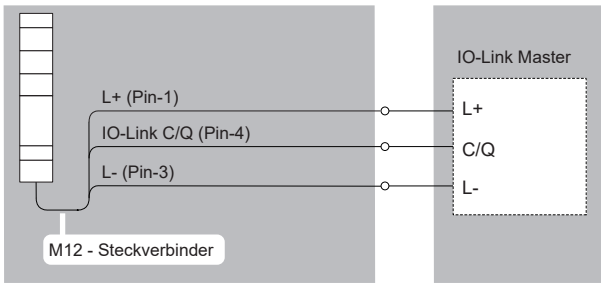 IO-Link Master
L+ (Pin-1)
L+
IO-Link C/Q (Pin-4)
C/Q
L- (Pin-3)
L-
M12 - Steckverbinder